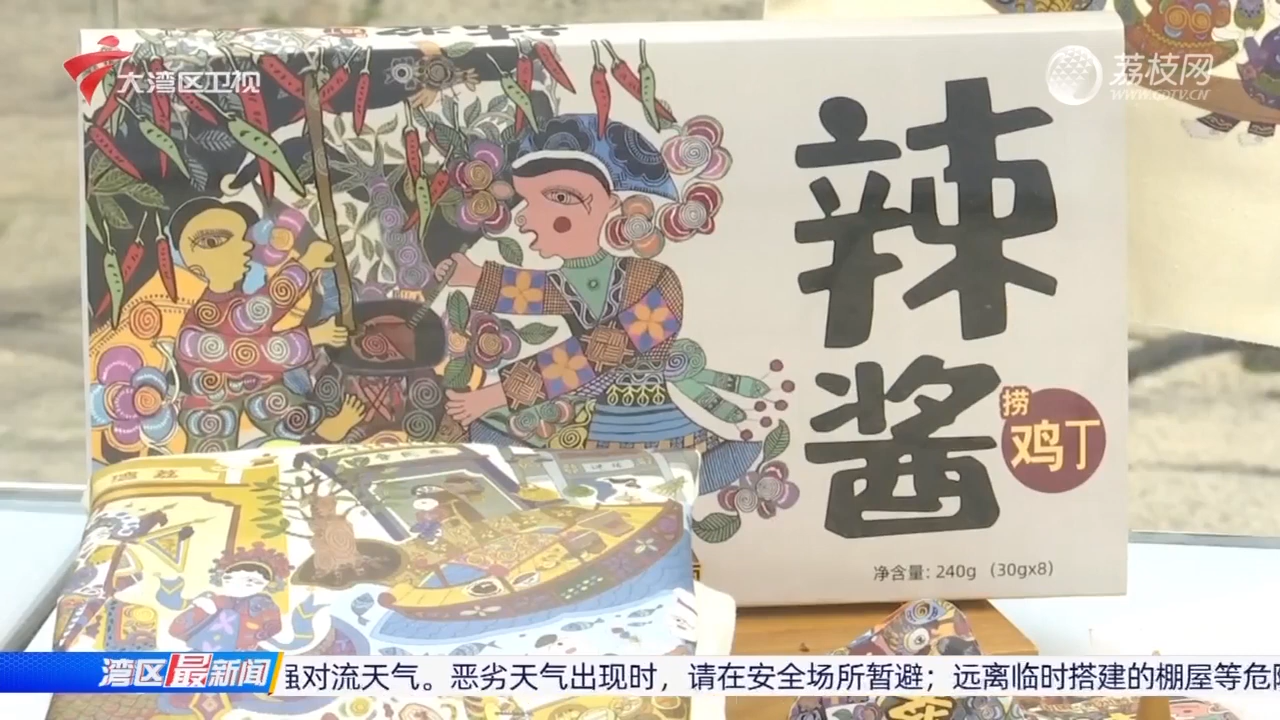 大湾区卫视
荔枝网
WWW.GDTV.CN
辣酱
捞
鸡丁
净含量: 240g (30gx8)
湾区最新闻
强对流天气。恶劣天气出现时，请在安全场所暂避；远离临时搭建的棚屋等危险